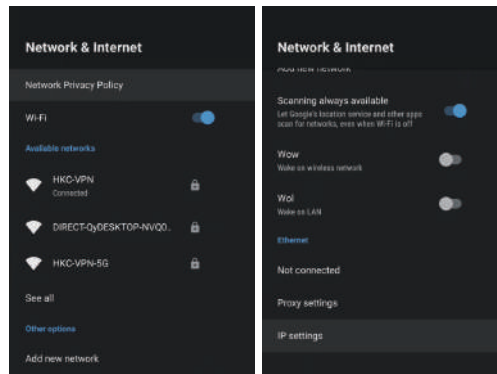 Network & Internet
Network Privacy Policy
Wi-Fi
Available networks
HKC-VPN
Connected
DIRECT-QyDESKTOP-NVQ0..
HKC-VPN-5G
See all
Other options
Add new network
Network & Internet
Add new network
Scanning always available
Let Google's location service and other apps
scan for networks, even when Wi-Fi is off
Wow
Wake on wireless network
Wol
Wake on LAN
Ethernet
Not connected
Proxy settings
IP settings